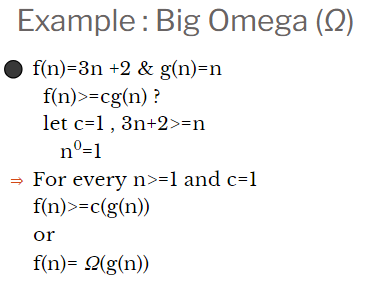 Example : Big Omega (Ω)
f(n)=3n +2 & g(n)=n
f(n)>=cg(n) ?
let c=1 , 3n+2>=n
n⁰=1
⇒ For every n>=1 and c=1
f(n)>=c(g(n))
or
f(n)= Ω(g(n))